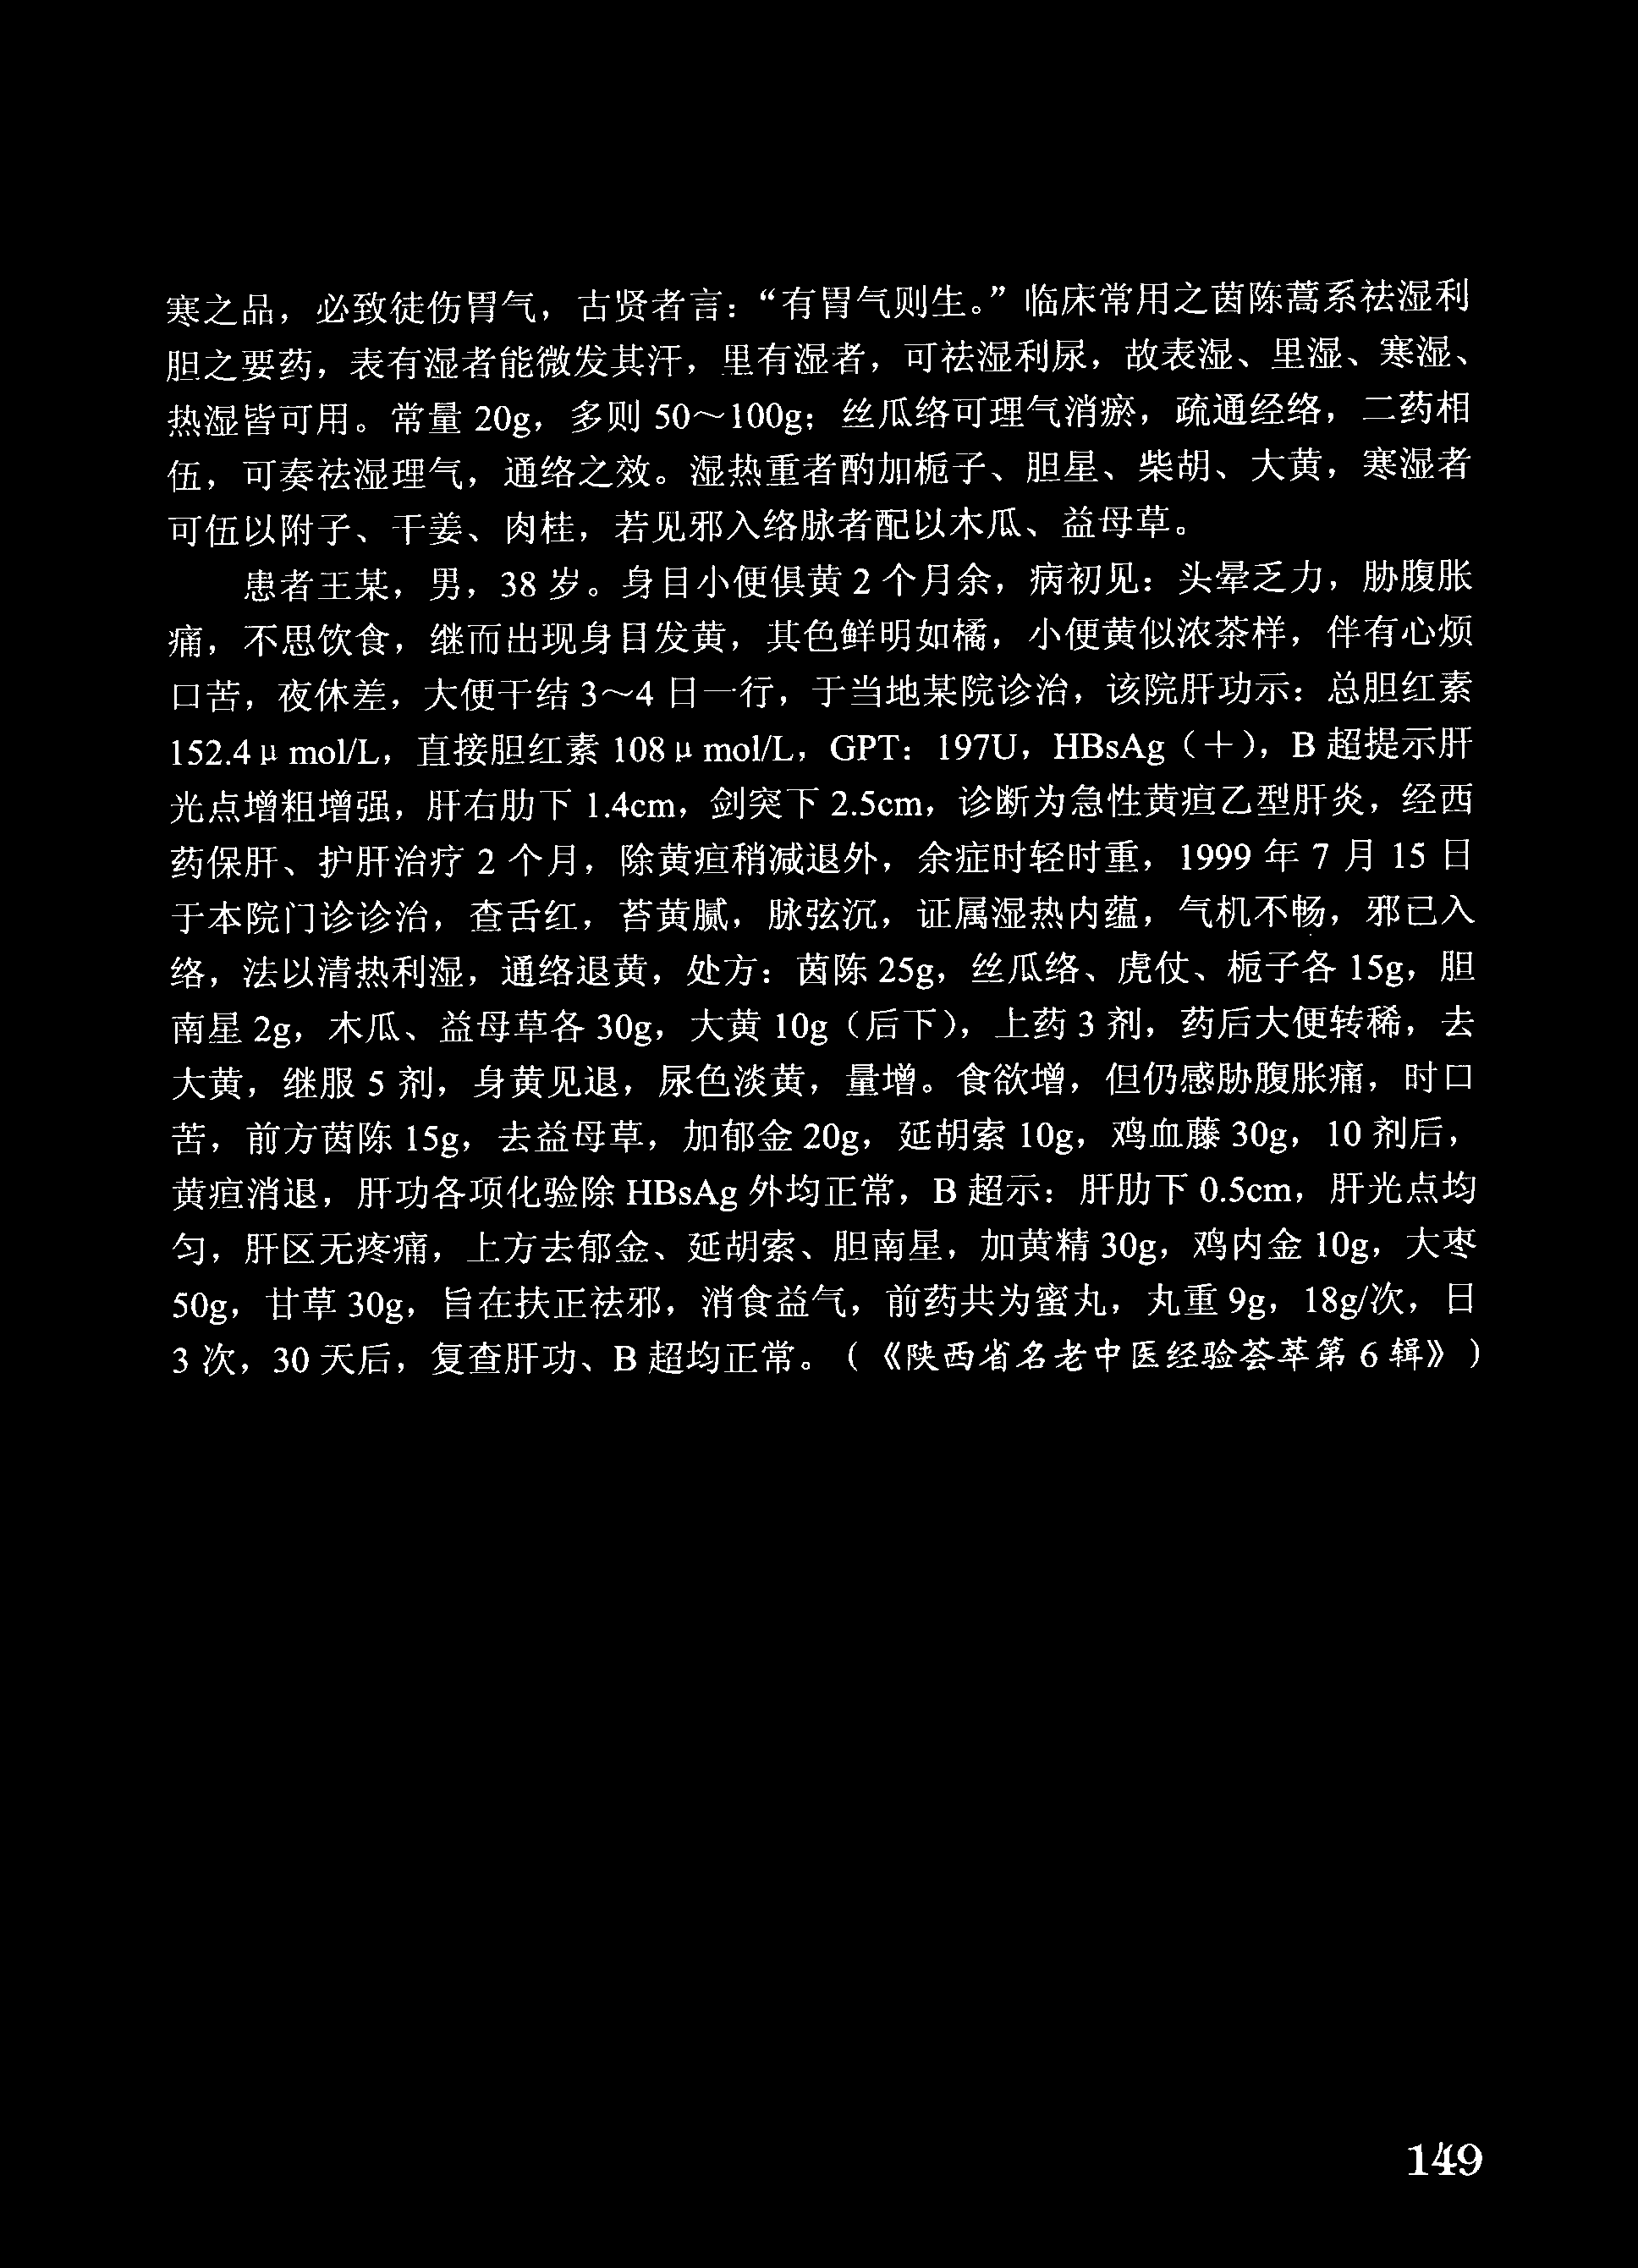 寒之品，必致徒伤胃气，古贤者言：“有胃气则生。”临床常用之茵陈蒿系祛湿利
胆之要药，表有湿者能微发其汗，里有湿者，可祛湿利尿，故表湿、里湿、寒湿、
热湿皆可用。常量 20g，多则 50～100g；丝瓜络可理气消瘀，疏通经络，二药相
伍，可奏祛湿理气，通络之效。湿热重者酌加栀子、胆星、柴胡、大黄，寒湿者
可伍以附子、干姜、肉桂，若见邪入络脉者配以木瓜、益母草。
患者王某，男，38 岁。身目小便俱黄 2 个月余，病初见：头晕乏力，胁腹胀
痛，不思饮食，继而出现身目发黄，其色鲜明如橘，小便黄似浓茶样，伴有心烦
口苦，夜休差，大便干结 3～4 日一行，于当地某院诊治，该院肝功示：总胆红素
152.4 μ mol/L，直接胆红素 108 μ mol/L，GPT：197U，HBsAg（＋），B 超提示肝
光点增粗增强，肝右肋下 1.4cm，剑突下 2.5cm，诊断为急性黄疸乙型肝炎，经西
药保肝、护肝治疗 2 个月，除黄疸稍减退外，余症时轻时重，1999 年 7 月 15 日
于本院门诊诊治，查舌红，苔黄腻，脉弦沉，证属湿热内蕴，气机不畅，邪已入
络，法以清热利湿，通络退黄，处方：茵陈 25g，丝瓜络、虎仗、栀子各 15g，胆
南星 2g，木瓜、益母草各 30g，大黄 10g（后下），上药 3 剂，药后大便转稀，去
大黄，继服 5 剂，身黄见退，尿色淡黄，量增。食欲增，但仍感胁腹胀痛，时口
苦，前方茵陈 15g，去益母草，加郁金 20g，延胡索 10g，鸡血藤 30g，10 剂后，
黄疸消退，肝功各项化验除 HBsAg 外均正常，B 超示：肝肋下 0.5cm，肝光点均
匀，肝区无疼痛，上方去郁金、延胡索、胆南星，加黄精 30g，鸡内金 10g，大枣
50g，甘草 30g，旨在扶正祛邪，消食益气，前药共为蜜丸，丸重 9g，18g/次，日
3 次，30 天后，复查肝功、B 超均正常。（《陕西省名老中医经验荟萃第 6 辑》）
149